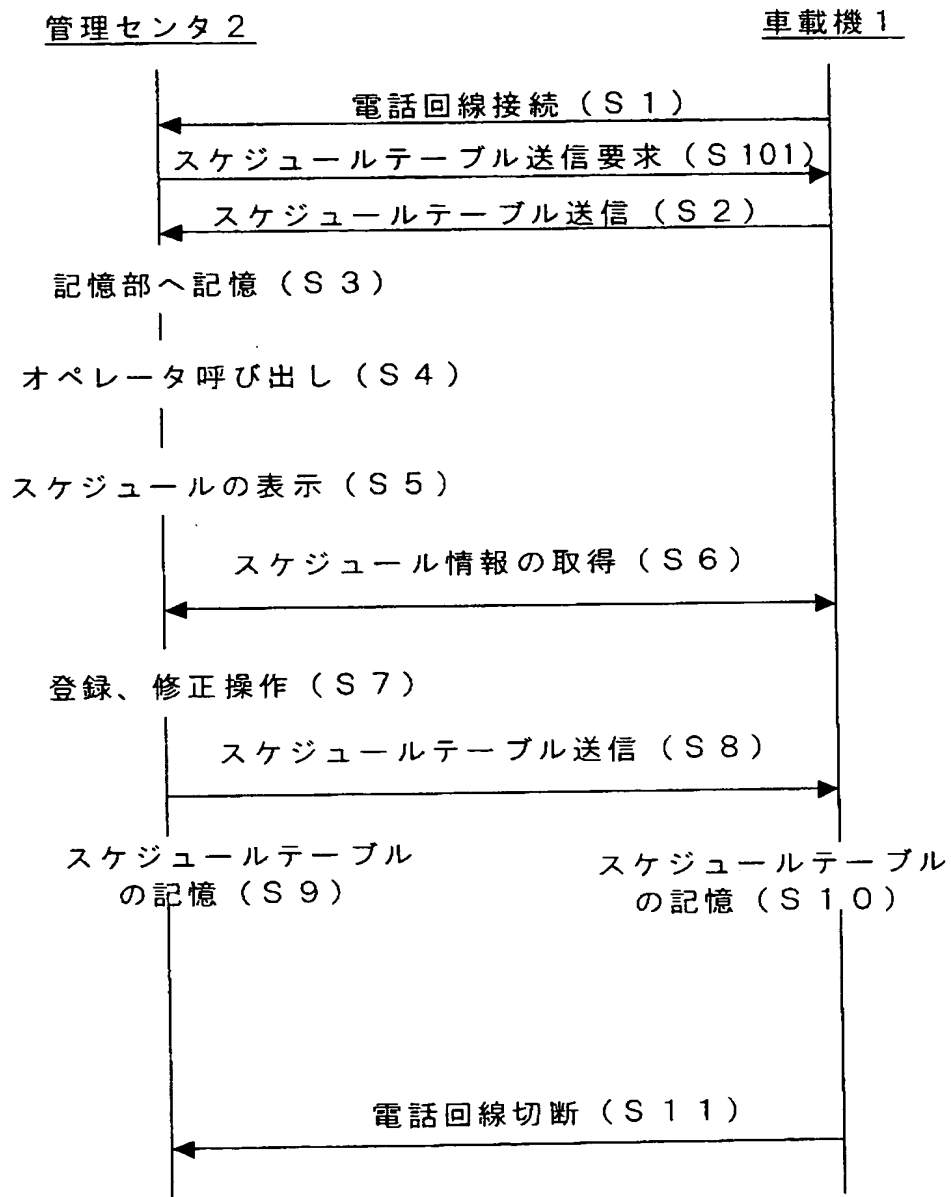 管理センタ２
車載機１
電話回線接続（Ｓ１）
スケジュールテーブル送信要求（Ｓ101）
スケジュールテーブル送信（Ｓ２）
記憶部へ記憶（Ｓ３）
オペレータ呼び出し（Ｓ４）
スケジュールの表示（Ｓ５）
スケジュール情報の取得（Ｓ６）
登録、修正操作（Ｓ７）
スケジュールテーブル送信（Ｓ８）
スケジュールテーブル
の記憶（Ｓ９）
スケジュールテーブル
の記憶（Ｓ１０）
電話回線切断（Ｓ１１）